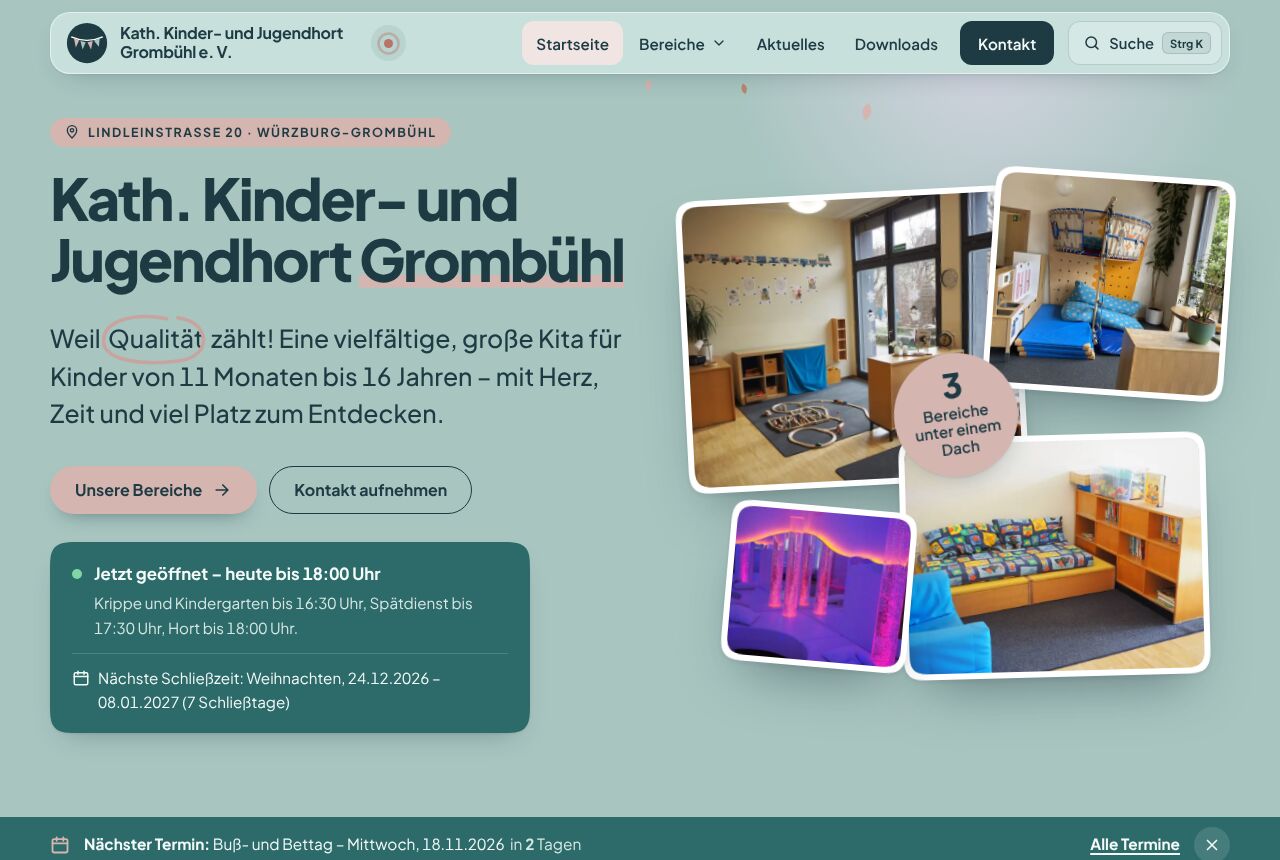 Kath. Kinder- und Jugendhort
Grombühl e. V.
Startseite
Bereiche
Aktuelles
Downloads
Kontakt
Suche
Strg K
LINDLEINSTRASSE 20 · WÜRZBURG-GROMBÜHL
Kath. Kinder- und
Jugendhort Grombühl
Weil Qualität zählt! Eine vielfältige, große Kita für
Kinder von 11 Monaten bis 16 Jahren – mit Herz,
Zeit und viel Platz zum Entdecken.
Unsere Bereiche
Kontakt aufnehmen
3
Bereiche
unter einem
Dach
Jetzt geöffnet – heute bis 18:00 Uhr
Krippe und Kindergarten bis 16:30 Uhr, Spätdienst bis
17:30 Uhr, Hort bis 18:00 Uhr.
Nächste Schließzeit: Weihnachten, 24.12.2026 –
08.01.2027 (7 Schließtage)
Nächster Termin: Buß- und Bettag – Mittwoch, 18.11.2026 in 2 Tagen
Alle Termine